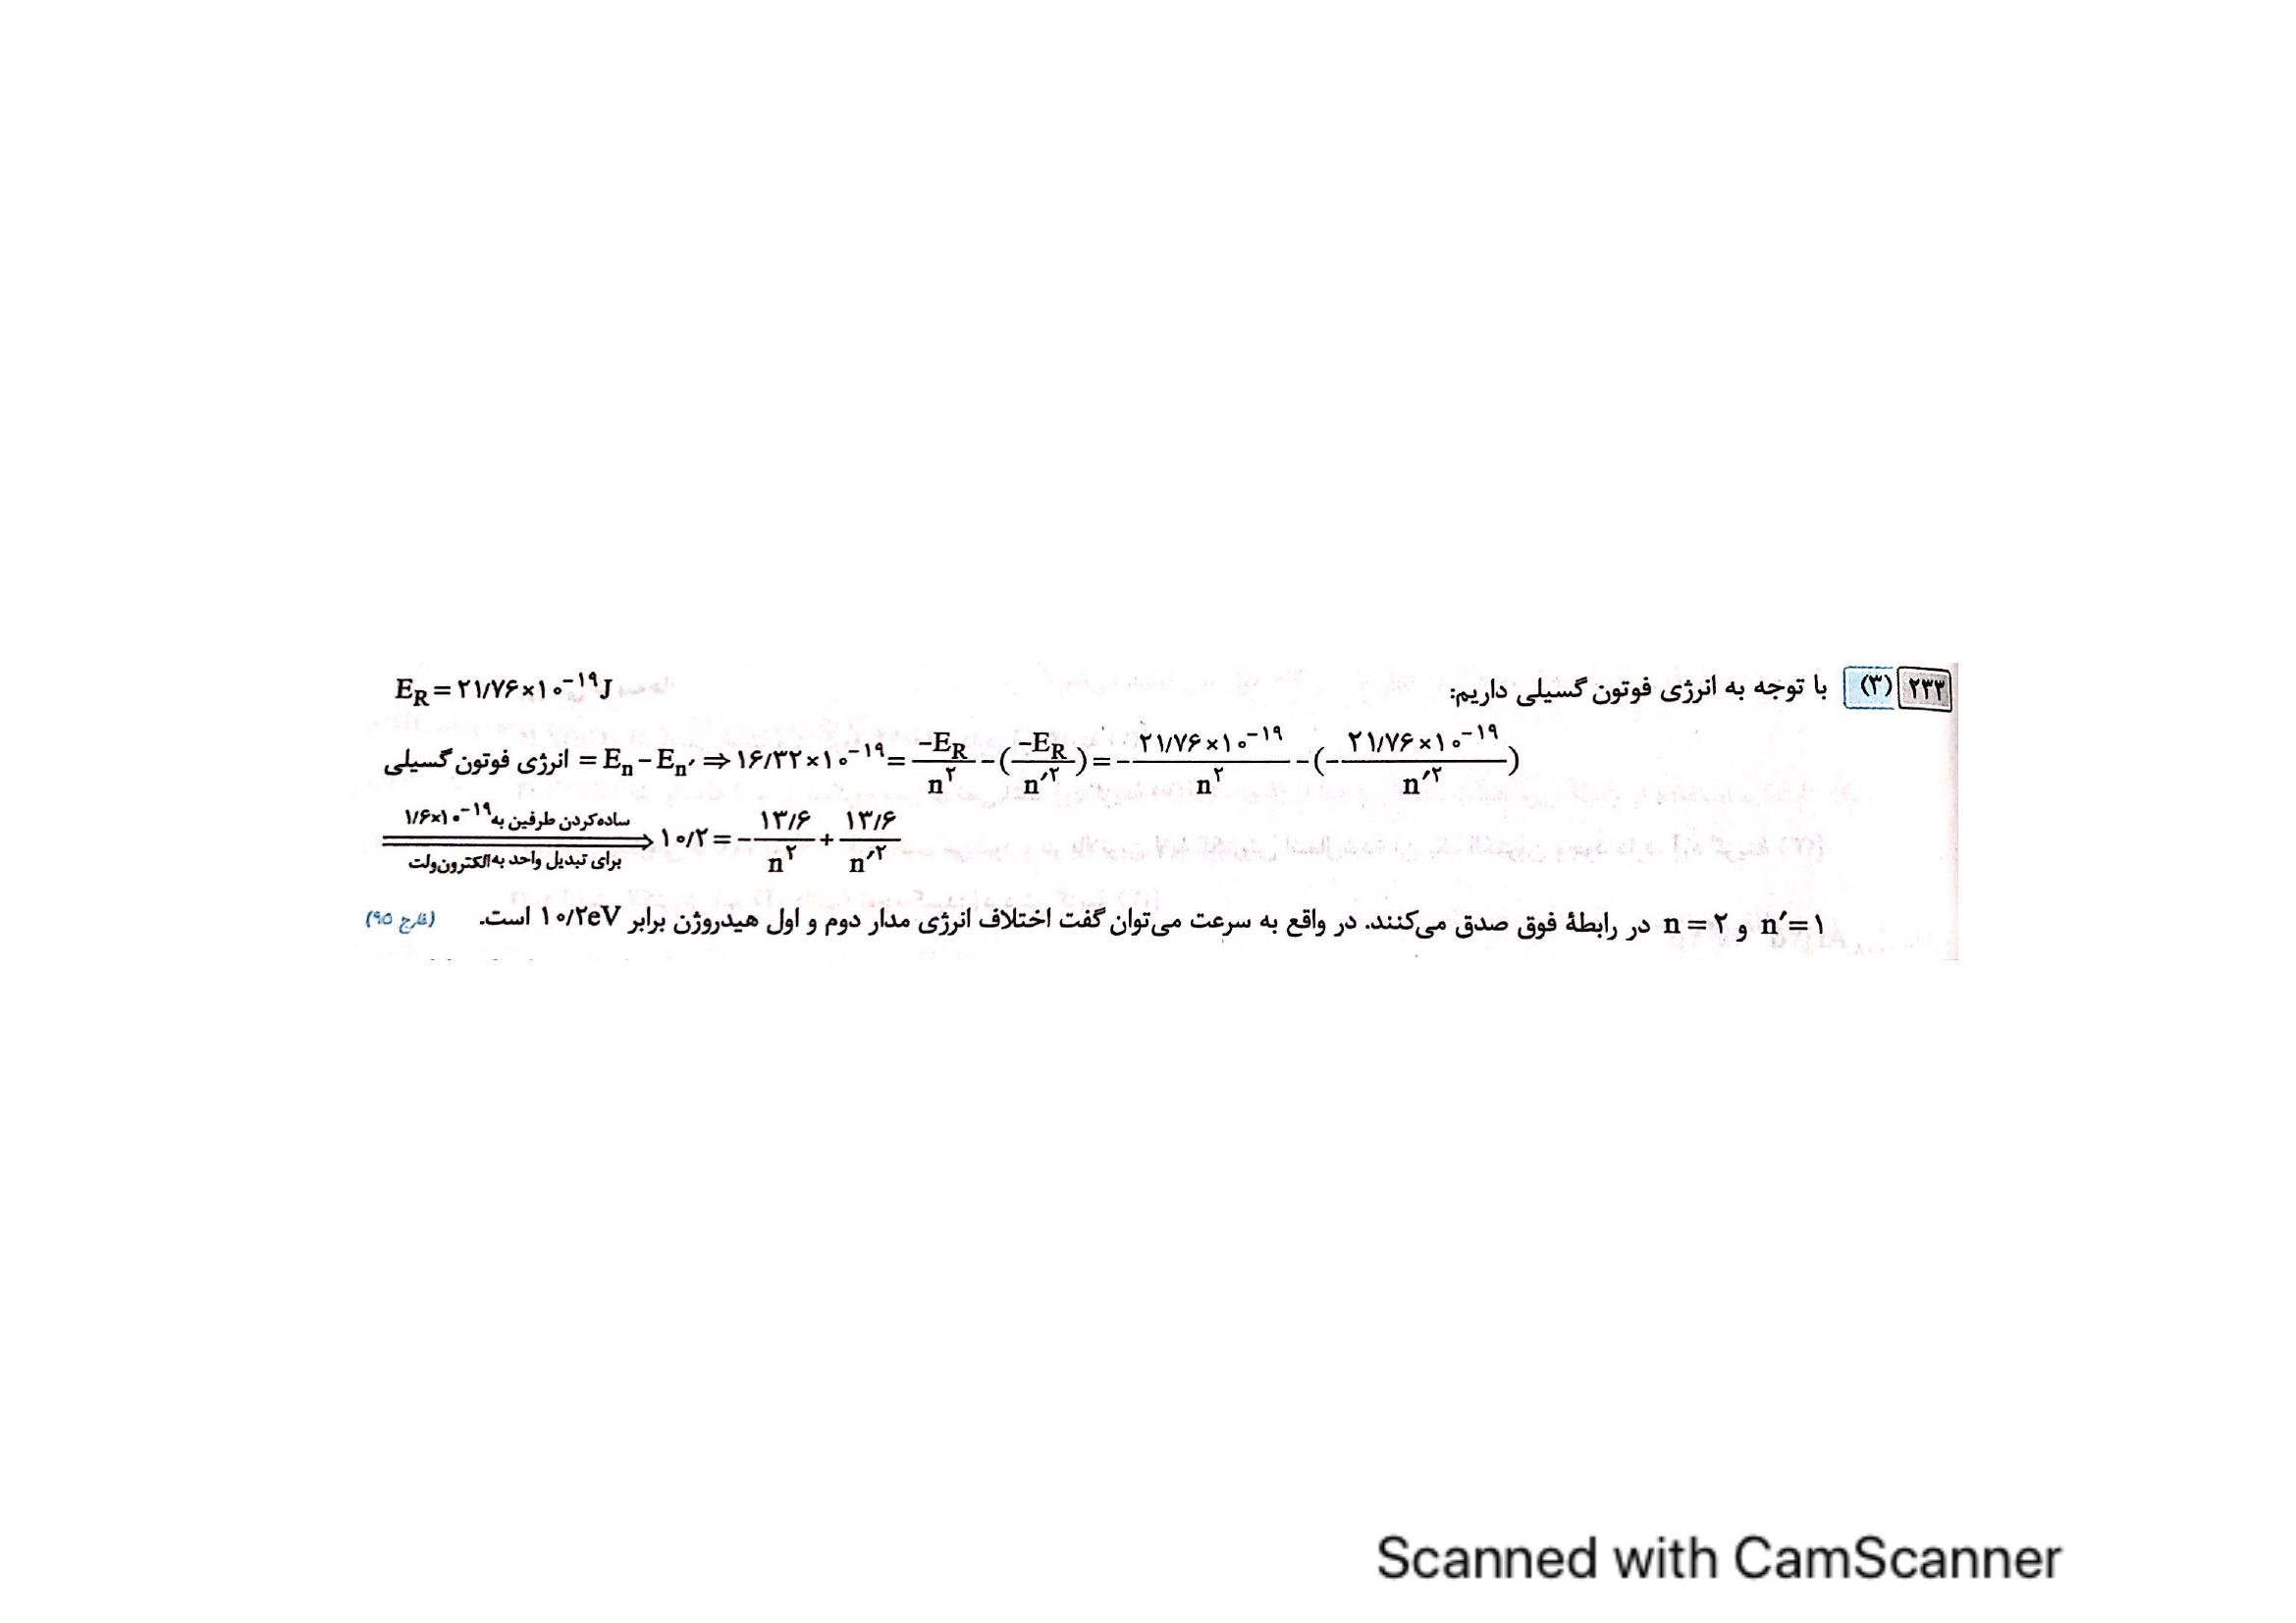 ۲۳۳ (۳) با توجه به انرژی فوتون گسیلی داریم:
E_R = ۲۱/۷۶×۱۰^−۱۹ J
انرژی فوتون گسیلی = E_n − E_n′ ⇒ ۱۶/۳۲×۱۰^−۱۹ = −E_R/n^۲ − (−E_R/n′^۲) = − ۲۱/۷۶×۱۰^−۱۹/n^۲ − (− ۲۱/۷۶×۱۰^−۱۹/n′^۲)
ساده‌کردن طرفین به ۱/۶×۱۰^−۱۹
برای تبدیل واحد به الکترون‌ولت
⟹ ۱۰/۲ = − ۱۳/۶/n^۲ + ۱۳/۶/n′^۲
n′=۱ و n=۲ در رابطهٔ فوق صدق می‌کنند. در واقع به سرعت می‌توان گفت اختلاف انرژی مدار دوم و اول هیدروژن برابر ۱۰/۲eV است. (خارج ۹۵)
Scanned with CamScanner